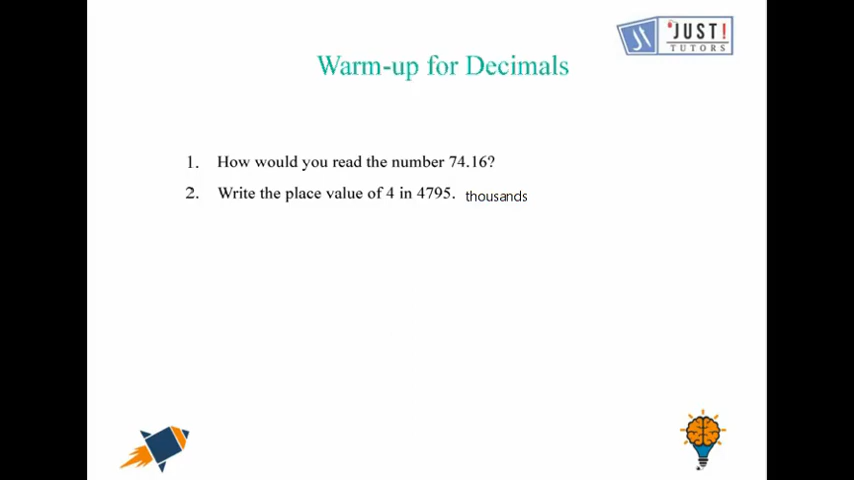 JUST!
TUTORS
Warm-up for Decimals
1. How would you read the number 74.16?
2. Write the place value of 4 in 4795. thousands